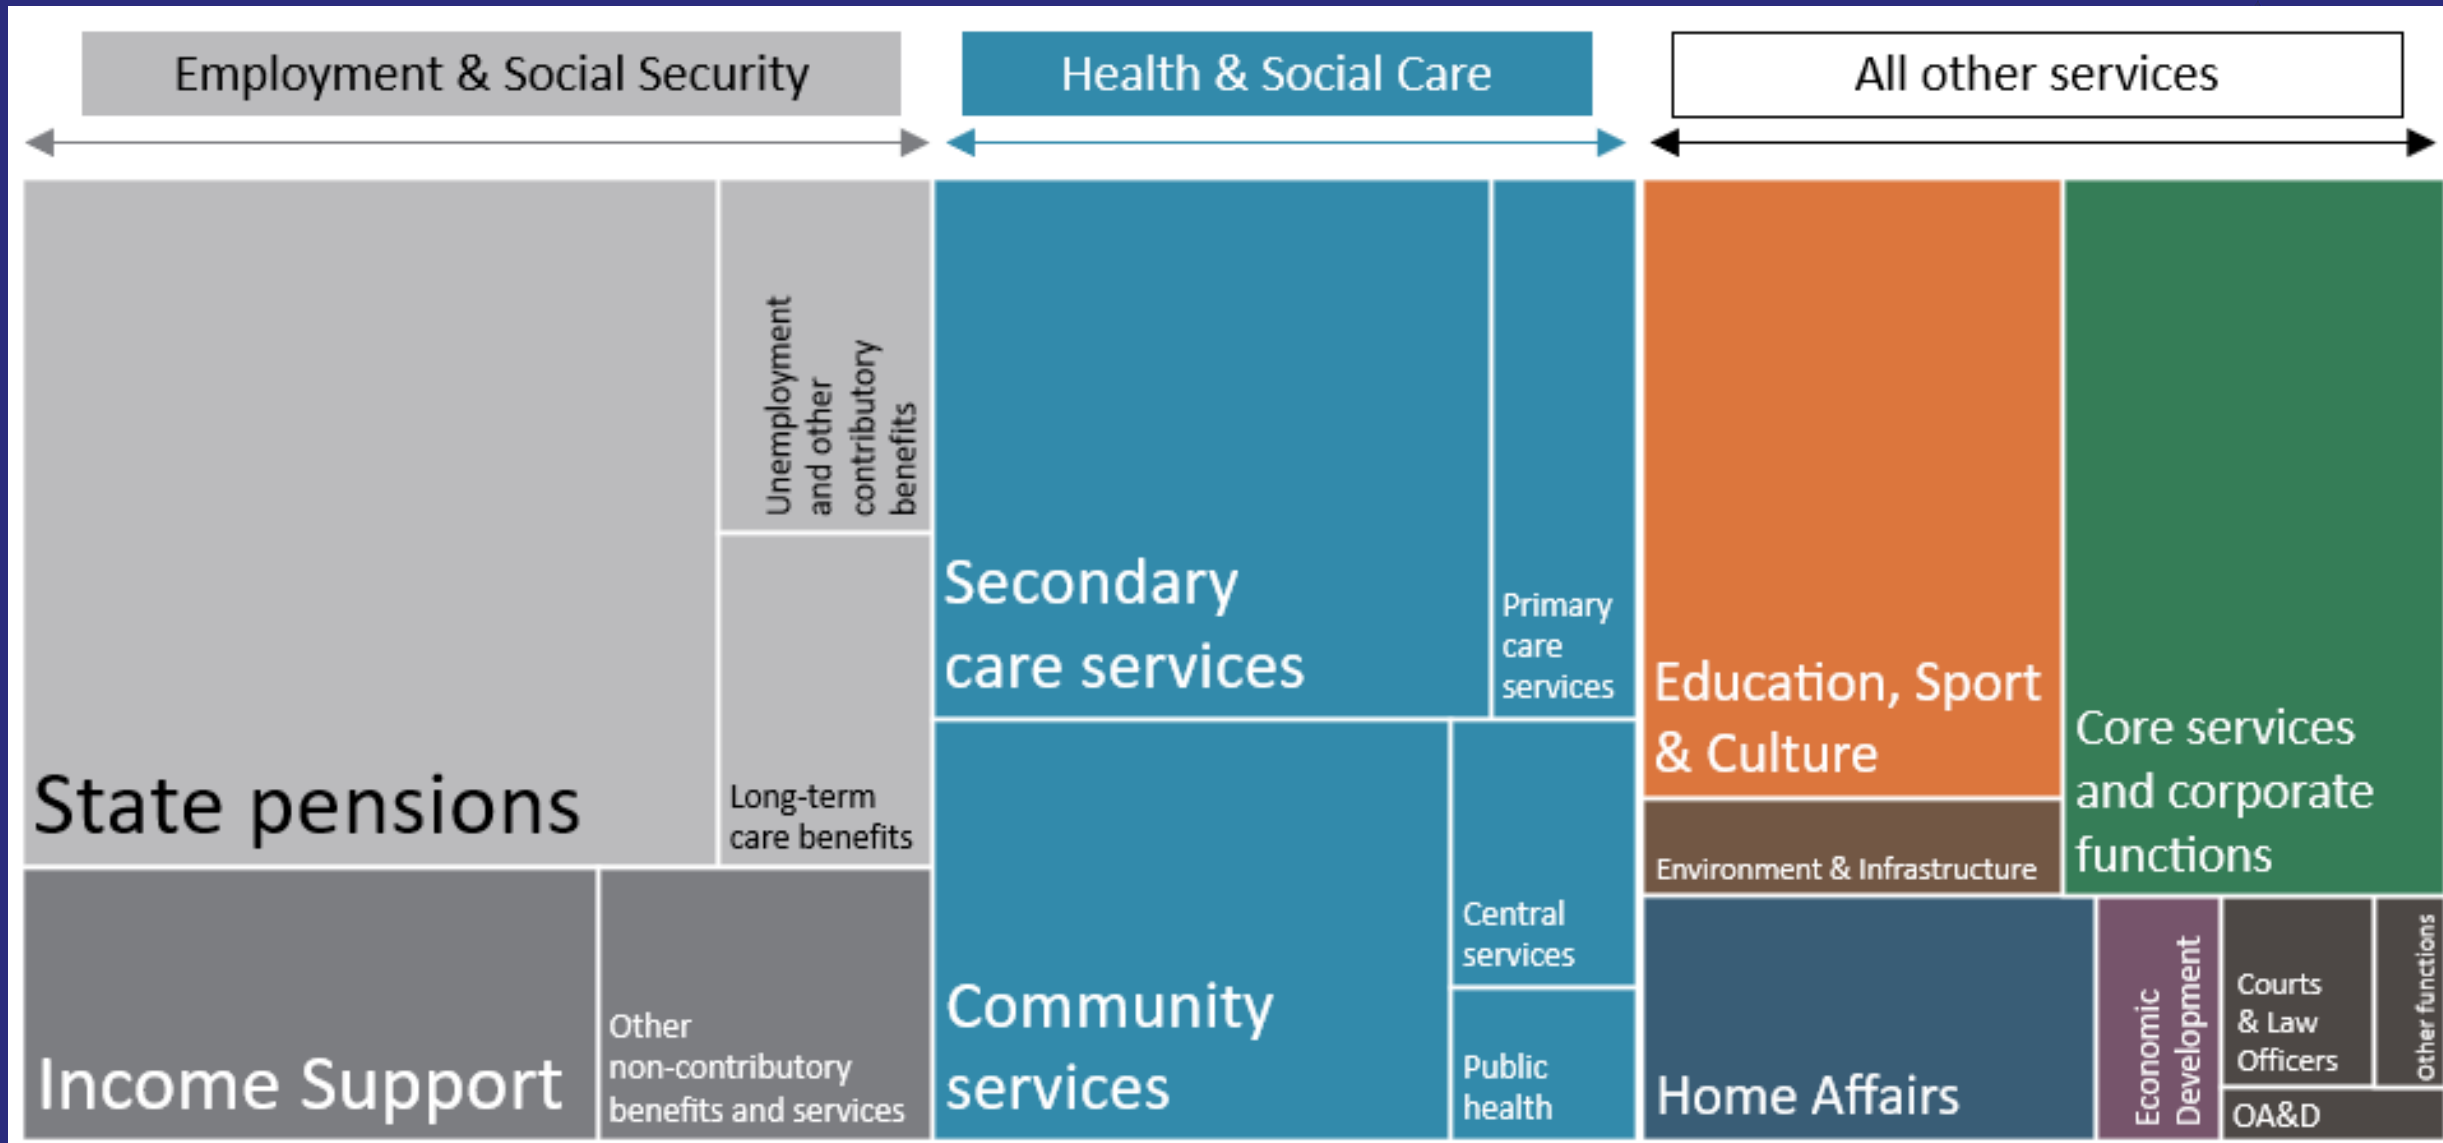 Employment & Social Security
Health & Social Care
All other services
State pensions
Unemployment
and other
contributory
benefits
Long-term
care benefits
Income Support
Other
non-contributory
benefits and services
Secondary
care services
Primary
care
services
Community
services
Central
services
Public
health
Education, Sport
& Culture
Environment & Infrastructure
Core services
and corporate
functions
Home Affairs
Economic
Development
Courts
& Law
Officers
Other functions
OA&D